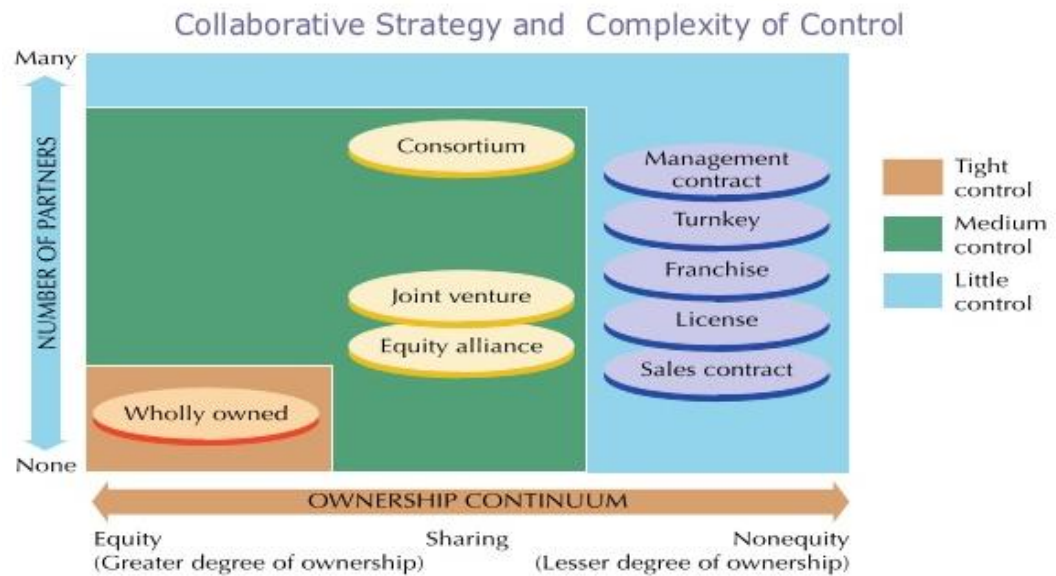 Collaborative Strategy and Complexity of Control
Many
NUMBER OF PARTNERS
None
Consortium
Joint venture
Equity alliance
Wholly owned
Management
contract
Turnkey
Franchise
License
Sales contract
Tight
control
Medium
control
Little
control
OWNERSHIP CONTINUUM
Equity
(Greater degree of ownership)
Sharing
Nonequity
(Lesser degree of ownership)